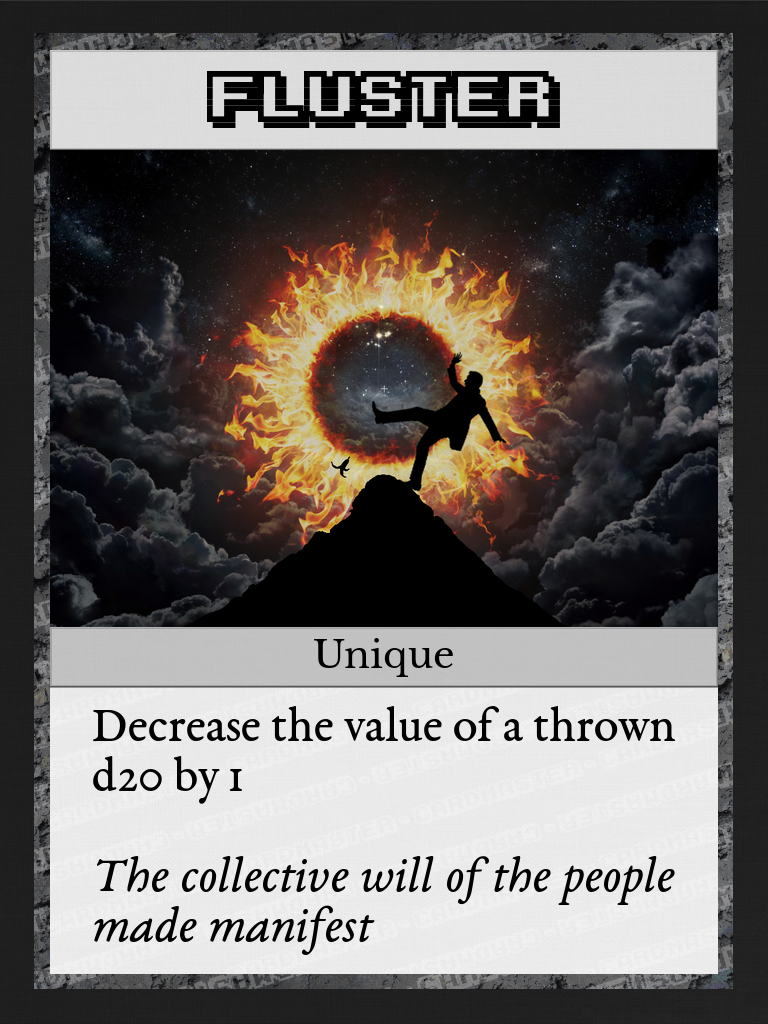 FLUSTER
Unique
Decrease the value of a thrown
d20 by 1
The collective will of the people
made manifest